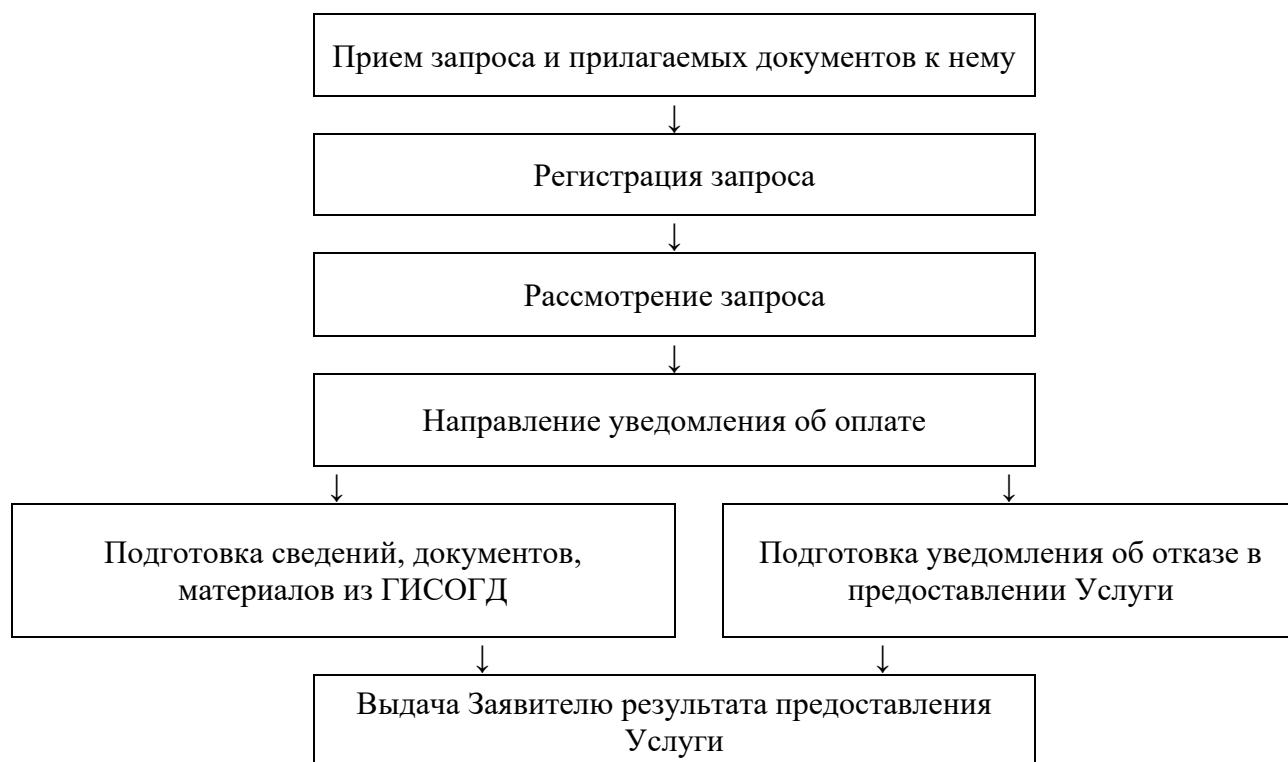 Прием запроса и прилагаемых документов к нему
↓
Регистрация запроса
↓
Рассмотрение запроса
↓
Направление уведомления об оплате
↓ ↓
Подготовка сведений, документов,
материалов из ГИСОГД
Подготовка уведомления об отказе в
предоставлении Услуги
↓ ↓
Выдача Заявителю результата предоставления
Услуги